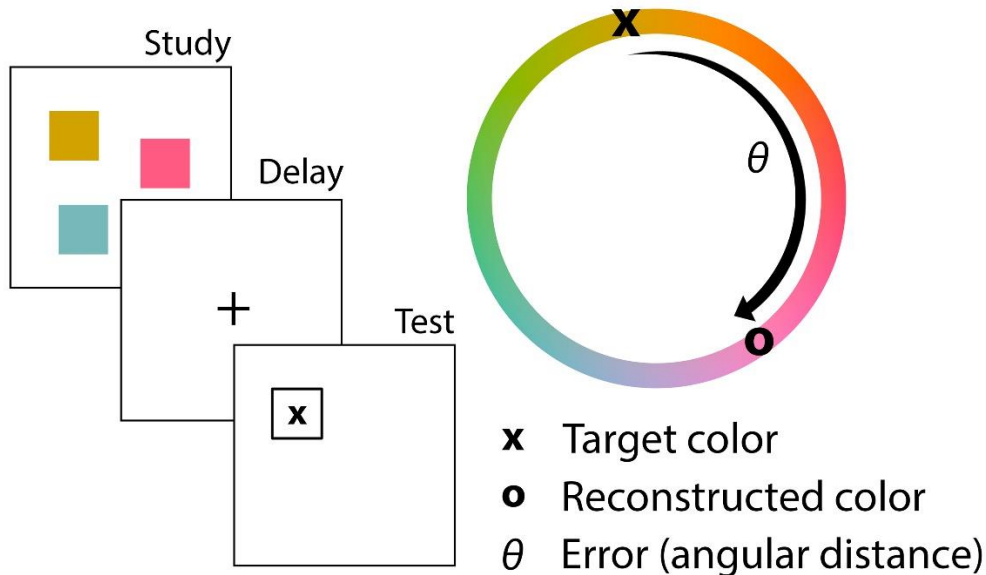 Study
Delay
Test
x
x
θ
o
x Target color
o Reconstructed color
θ Error (angular distance)